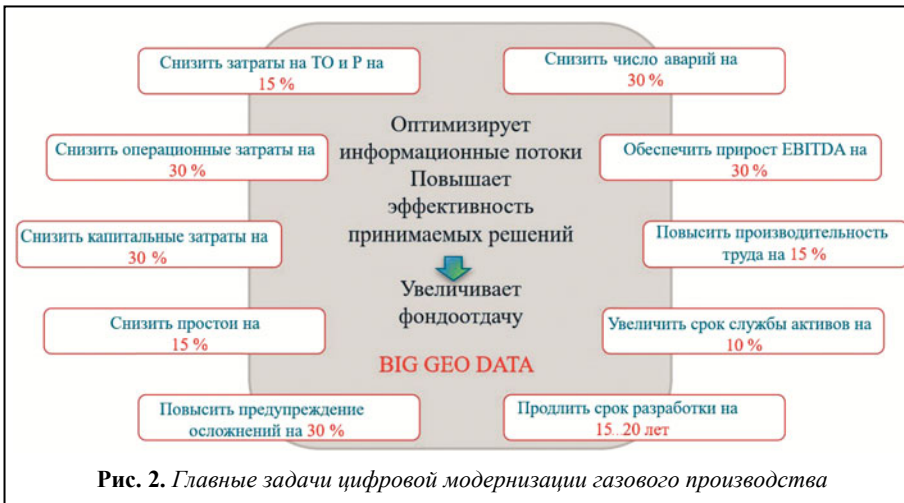 Снизить затраты на ТО и Р на
15 %
Снизить число аварий на
30 %
Оптимизирует
информационные потоки
Повышает
эффективность
принимаемых решений
Увеличивает
фондоотдачу
BIG GEO DATA
Снизить операционные затраты на
30 %
Обеспечить прирост EBITDA на
30 %
Снизить капитальные затраты на
30 %
Повысить производительность
труда на 15 %
Снизить простои на
15 %
Увеличить срок службы активов на
10 %
Повысить предупреждение
осложнений на 30 %
Продлить срок разработки на
15...20 лет
Рис. 2. Главные задачи цифровой модернизации газового производства